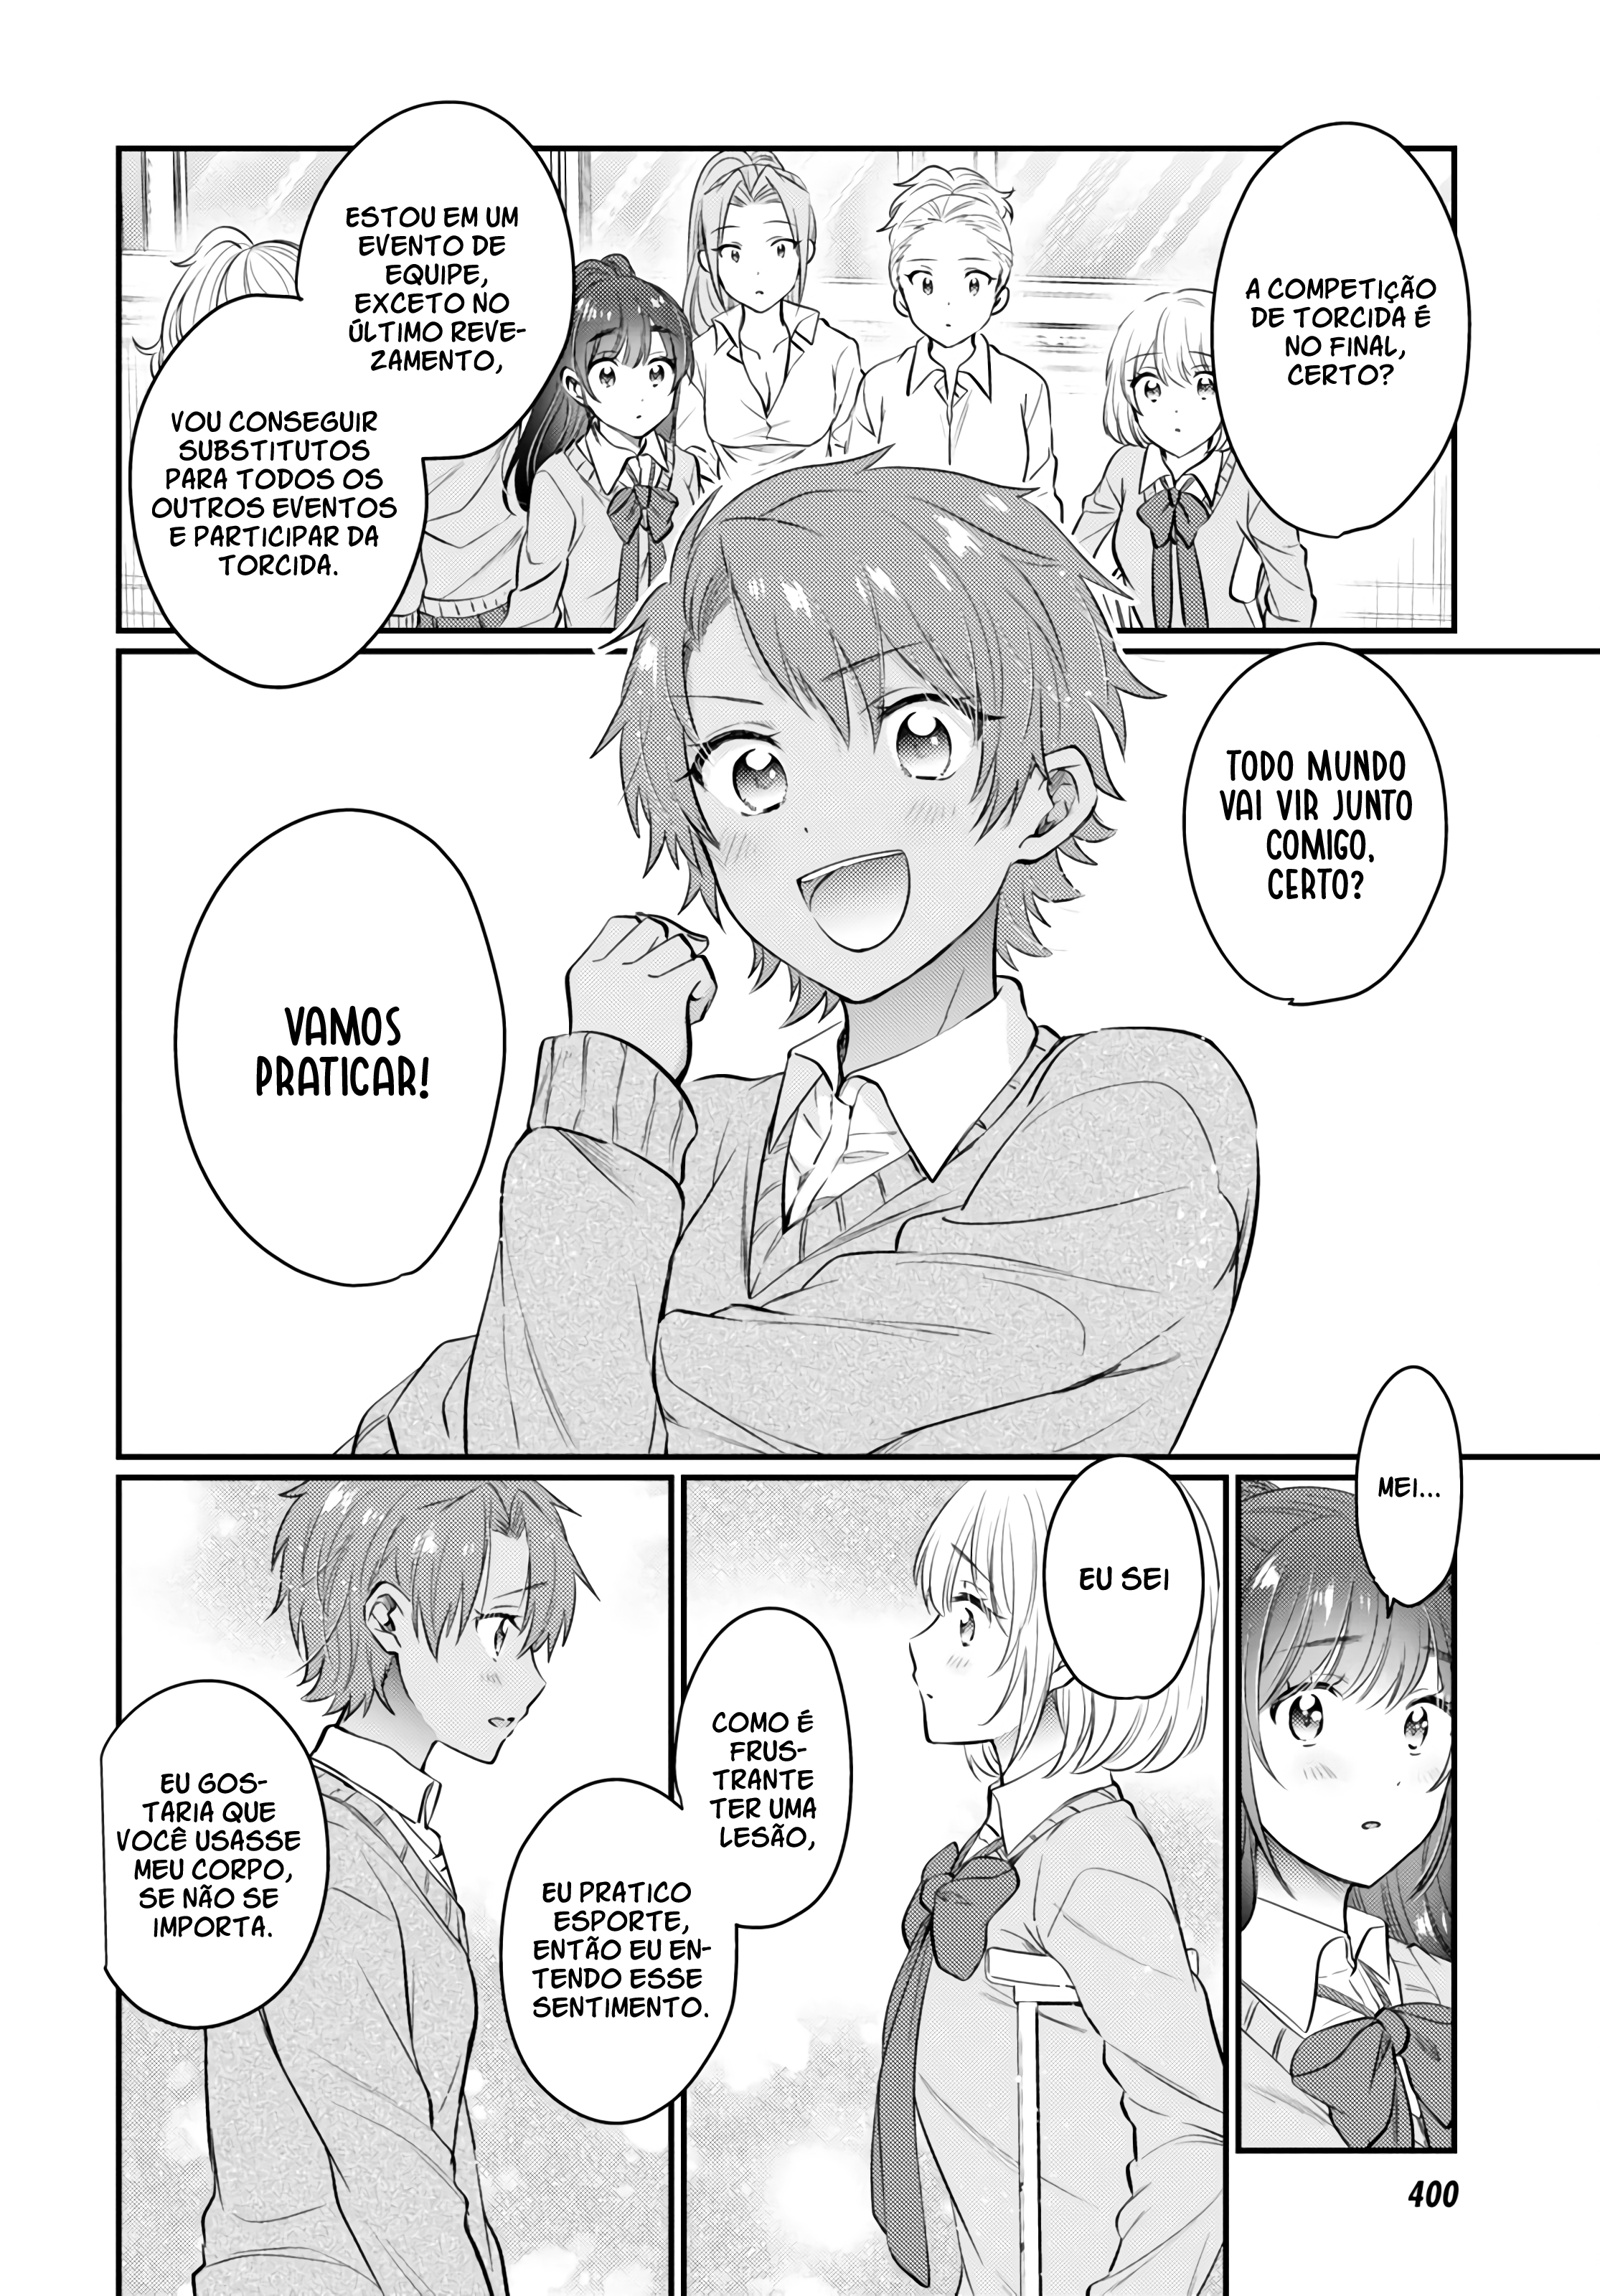 A COMPETIÇÃO
DE TORCIDA É
NO FINAL,
CERTO?
ESTOU EM UM
EVENTO DE
EQUIPE,
EXCETO NO
ÚLTIMO REVE-
ZAMENTO,
VOU CONSEGUIR
SUBSTITUTOS
PARA TODOS OS
OUTROS EVENTOS
E PARTICIPAR DA
TORCIDA.
TODO MUNDO
VAI VIR JUNTO
COMIGO,
CERTO?
VAMOS
PRATICAR!
MEI...
EU SEI
COMO É
FRUS-
TRANTE
TER UMA
LESÃO,
EU PRATICO
ESPORTE,
ENTÃO EU EN-
TENDO ESSE
SENTIMENTO.
EU GOS-
TARIA QUE
VOCÊ USASSE
MEU CORPO,
SE NÃO SE
IMPORTA.
400